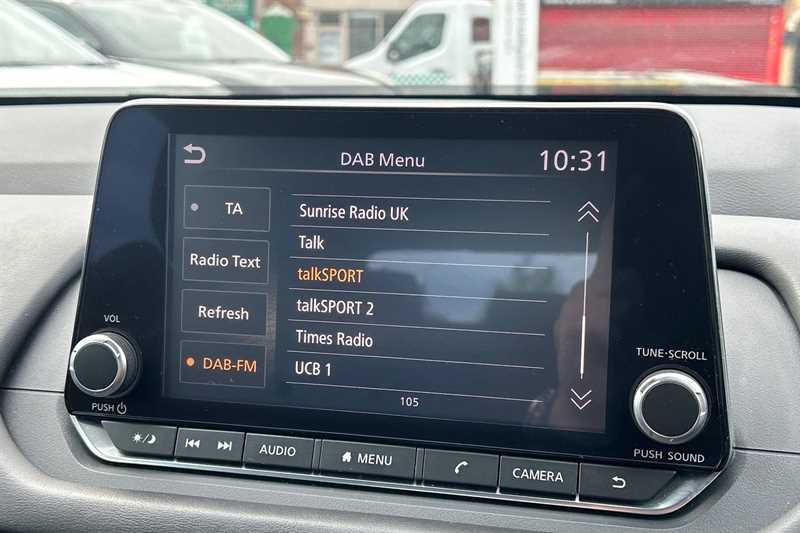 DAB Menu
10:31
TA
Radio Text
Refresh
DAB-FM
Sunrise Radio UK
Talk
talkSPORT
talkSPORT 2
Times Radio
UCB 1
105
VOL
PUSH
TUNE·SCROLL
PUSH SOUND
AUDIO
MENU
CAMERA